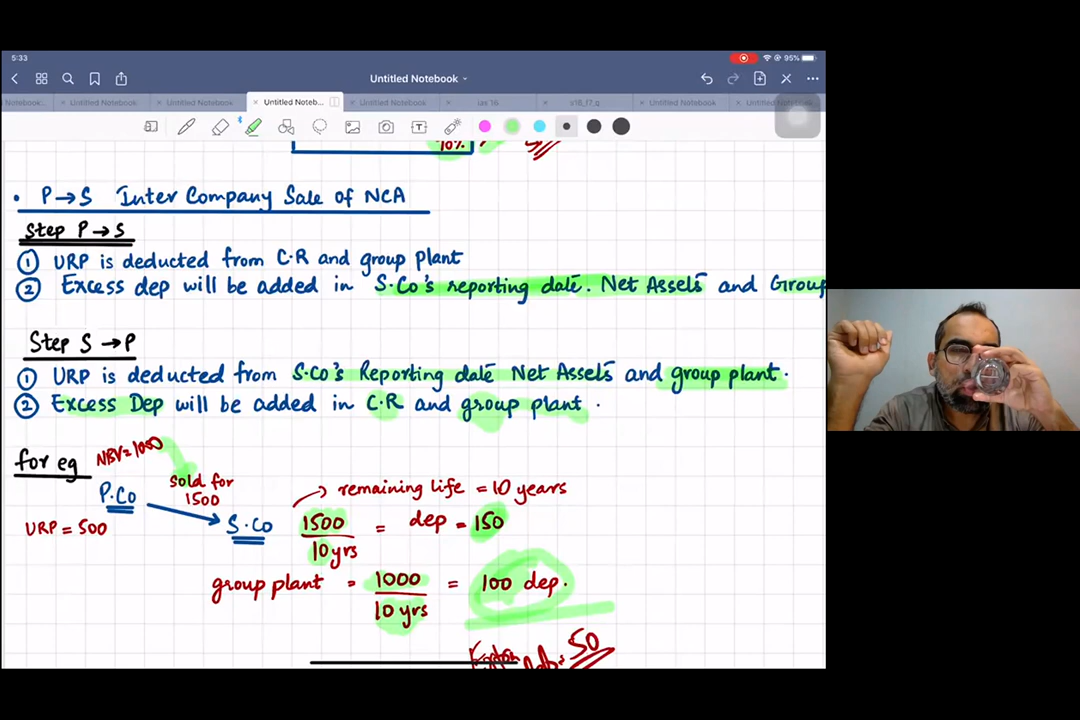 5:33
95%
Untitled Notebook
Notebook...
Untitled Notebook
Untitled Notebook
Untitled Noteb...
Untitled Notebook
ias 16
s18_f7_q
Untitled Notebook
10%
• P→S Inter Company Sale of NCA
Step P→S
① URP is deducted from C.R and group plant
② Excess dep will be added in S.Co's reporting date. Net Assets and Group
Step S→P
① URP is deducted from S.Co's Reporting date Net Assets and group plant.
② Excess Dep will be added in C.R and group plant.
for eg
NBV=1000
P.Co
sold for
1500
URP = 500
S.Co
remaining life = 10 years
1500 = dep = 150
10yrs
group plant = 1000 = 100 dep.
10 yrs
50